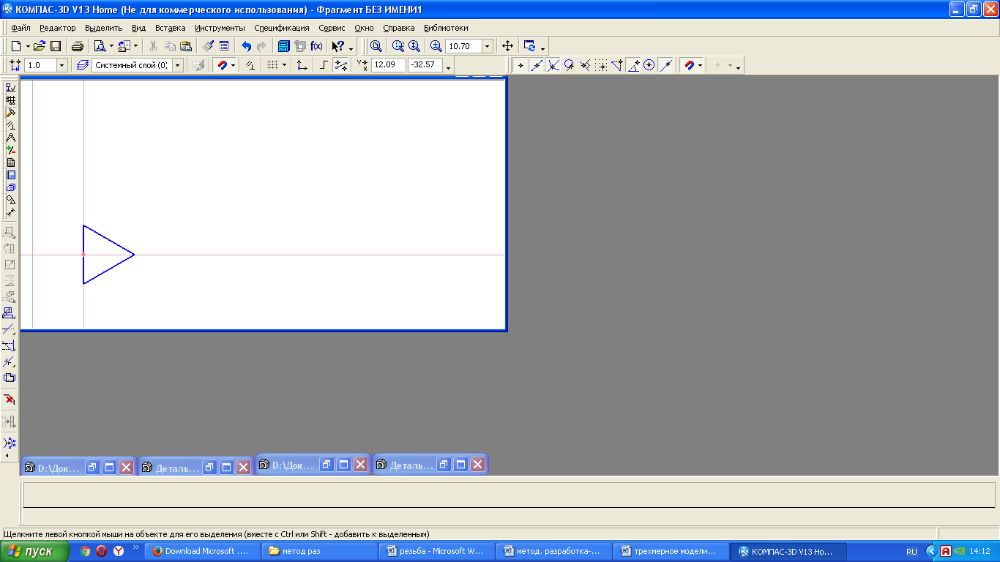 КОМПАС-3D V13 Home (Не для коммерческого использования) - Фрагмент БЕЗ ИМЕНИ1
Файл Редактор Выделить Вид Вставка Инструменты Спецификация Сервис Окно Справка Библиотеки
f(x) ? 10.70
1.0 Системный слой (0) 12.09 -32.57
D:\Док... Деталь... D:\Док... Деталь...
Щелкните левой кнопкой мыши на объекте для его выделения (вместе с Ctrl или Shift - добавить к выделенным)
пуск Download Microsoft .... метод раз резьба - Microsoft W... метод. разработка-... трехмерное модели... КОМПАС-3D V13 Ho... RU 14:12